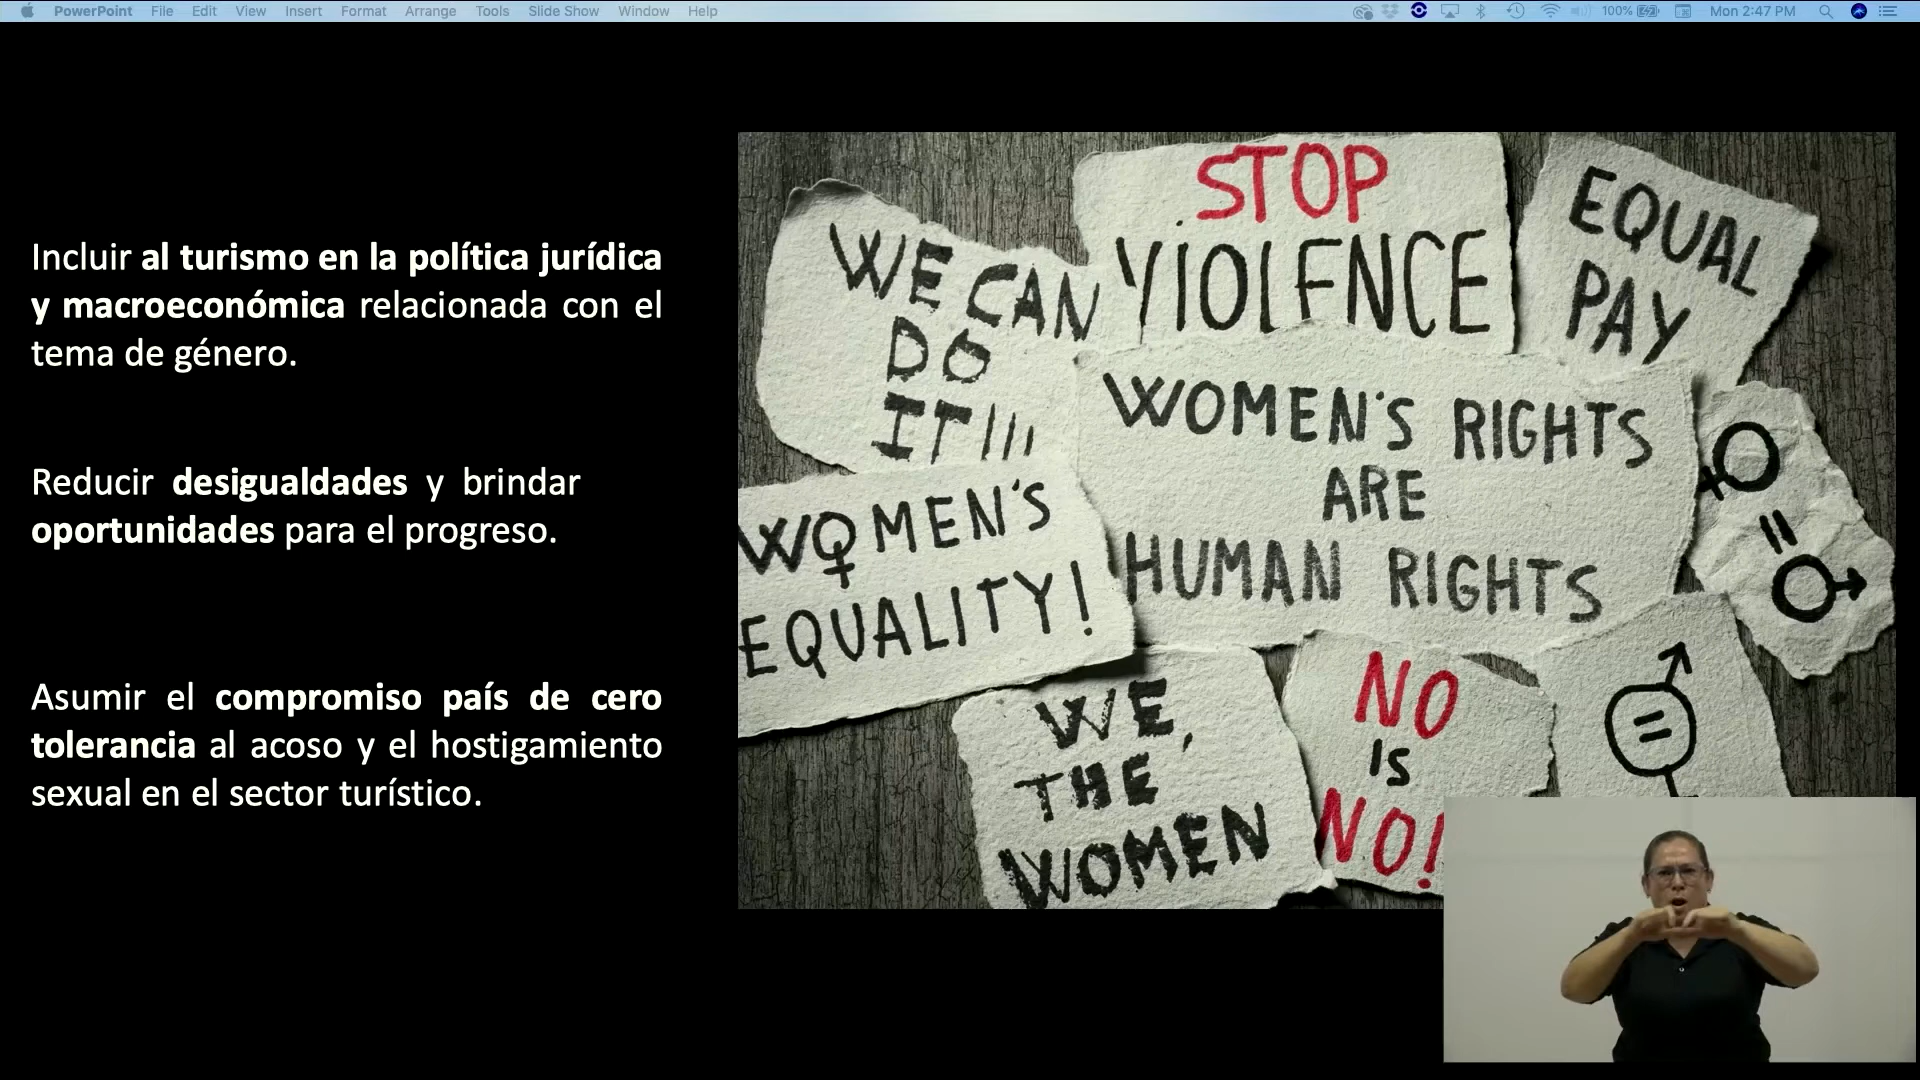 PowerPoint File Edit View Insert Format Arrange Tools Slide Show Window Help 100% Mon 2:47 PM
Incluir al turismo en la política jurídica
y macroeconómica relacionada con el
tema de género.
Reducir desigualdades y brindar
oportunidades para el progreso.
Asumir el compromiso país de cero
tolerancia al acoso y el hostigamiento
sexual en el sector turístico.
WE CAN
DO
IT!!!
STOP
VIOLENCE
EQUAL
PAY
WOMEN'S RIGHTS
ARE
HUMAN RIGHTS
WOMEN'S
EQUALITY!
WE,
THE
WOMEN
NO
IS
NO!